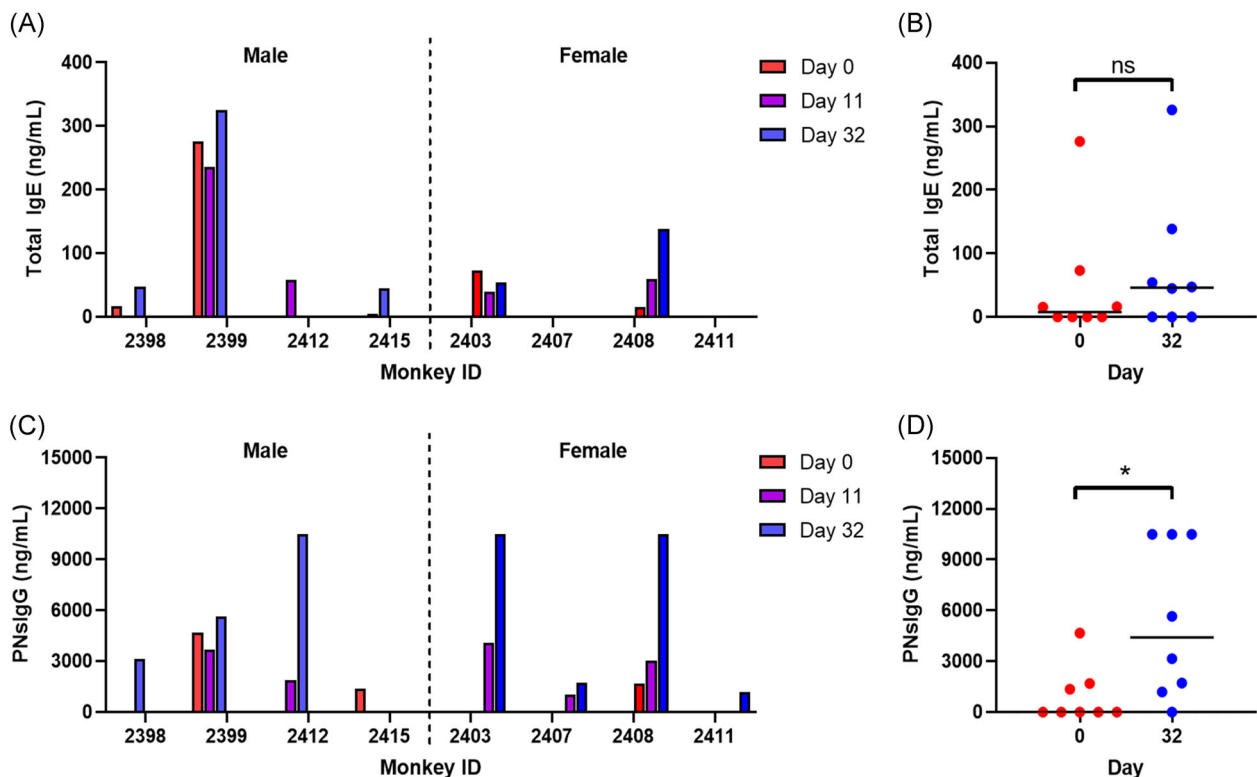 (A)
Male
Female
Day 0
Day 11
Day 32
Total IgE (ng/mL)
400
300
200
100
0
2398 2399 2412 2415 2403 2407 2408 2411
Monkey ID
(B)
ns
Total IgE (ng/mL)
400
300
200
100
0
0 32
Day
(C)
Male
Female
Day 0
Day 11
Day 32
PNsIgG (ng/mL)
15000
12000
9000
6000
3000
0
2398 2399 2412 2415 2403 2407 2408 2411
Monkey ID
(D)
*
PNsIgG (ng/mL)
15000
12000
9000
6000
3000
0
0 32
Day